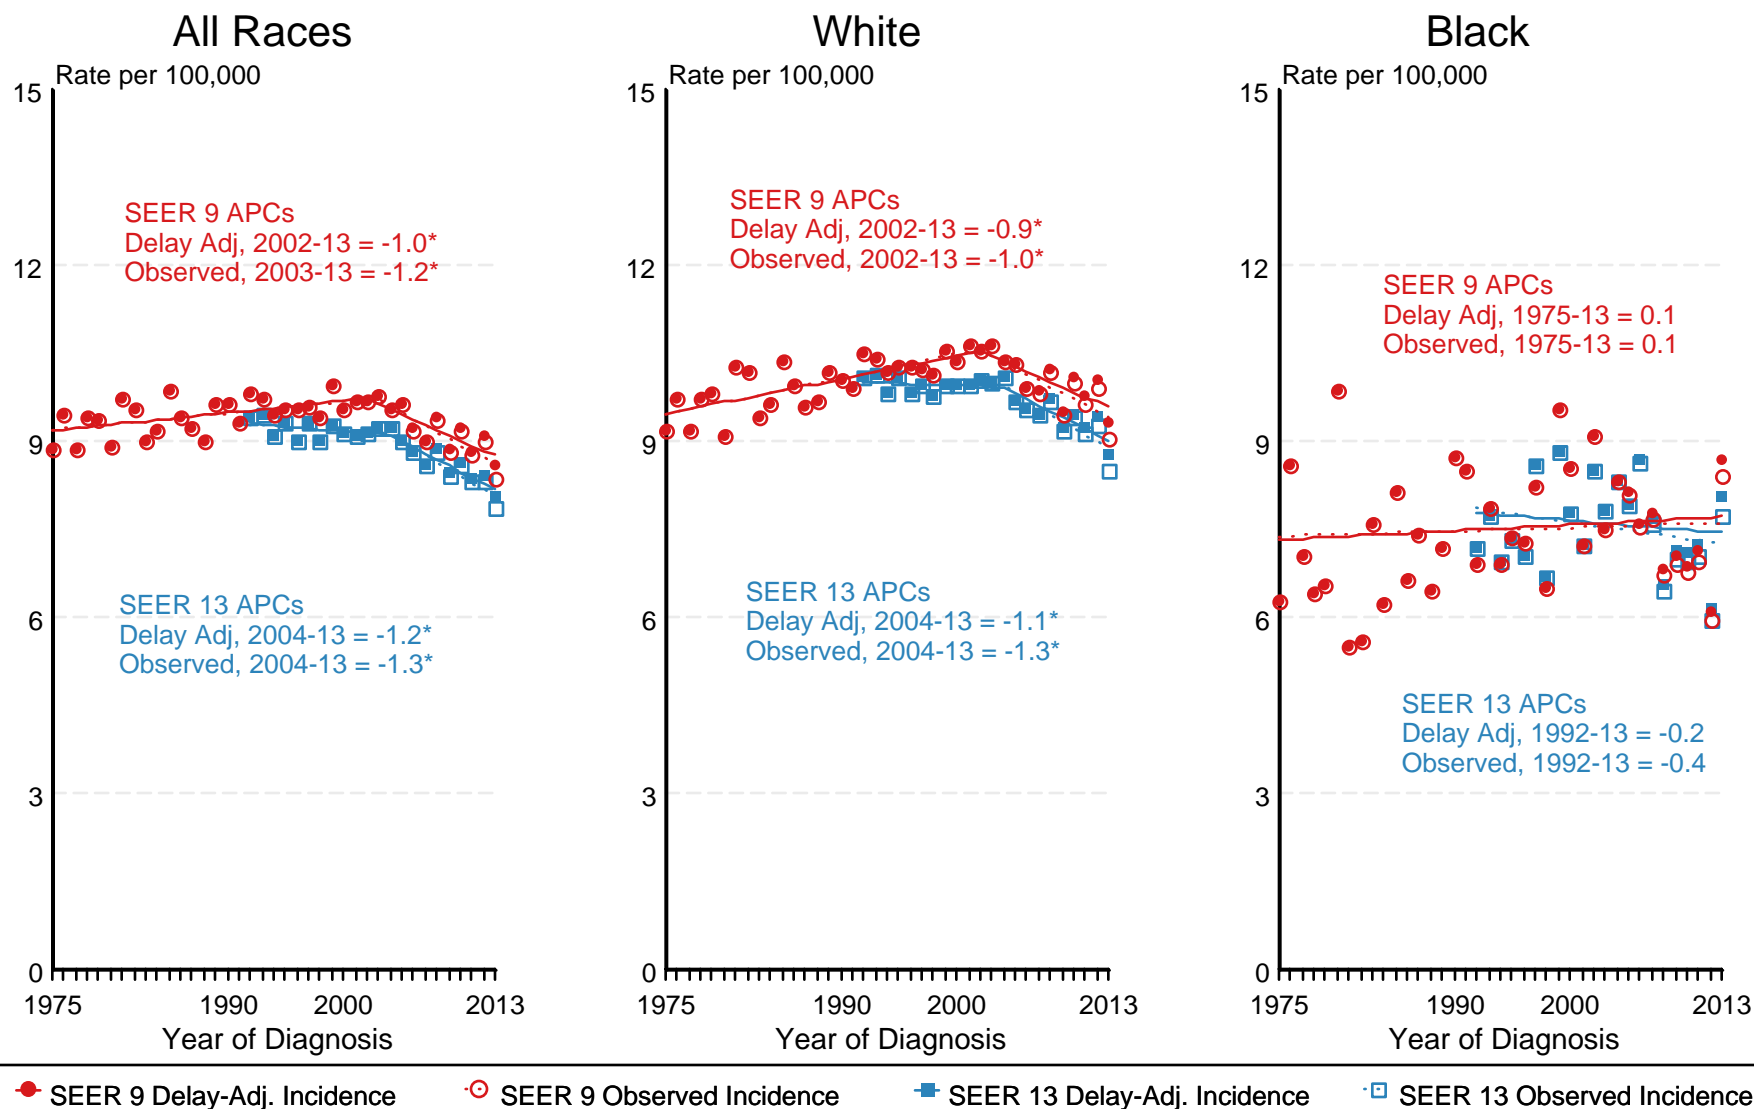 All Races
Rate per 100,000
15
12
9
6
3
0
SEER 9 APCs
Delay Adj, 2002-13 = -1.0*
Observed, 2003-13 = -1.2*
SEER 13 APCs
Delay Adj, 2004-13 = -1.2*
Observed, 2004-13 = -1.3*
1975 1990 2000 2013
Year of Diagnosis
White
Rate per 100,000
15
12
9
6
3
0
SEER 9 APCs
Delay Adj, 2002-13 = -0.9*
Observed, 2002-13 = -1.0*
SEER 13 APCs
Delay Adj, 2004-13 = -1.1*
Observed, 2004-13 = -1.3*
1975 1990 2000 2013
Year of Diagnosis
Black
Rate per 100,000
15
12
9
6
3
0
SEER 9 APCs
Delay Adj, 1975-13 = 0.1
Observed, 1975-13 = 0.1
SEER 13 APCs
Delay Adj, 1992-13 = -0.2
Observed, 1992-13 = -0.4
1975 1990 2000 2013
Year of Diagnosis
SEER 9 Delay-Adj. Incidence SEER 9 Observed Incidence SEER 13 Delay-Adj. Incidence SEER 13 Observed Incidence